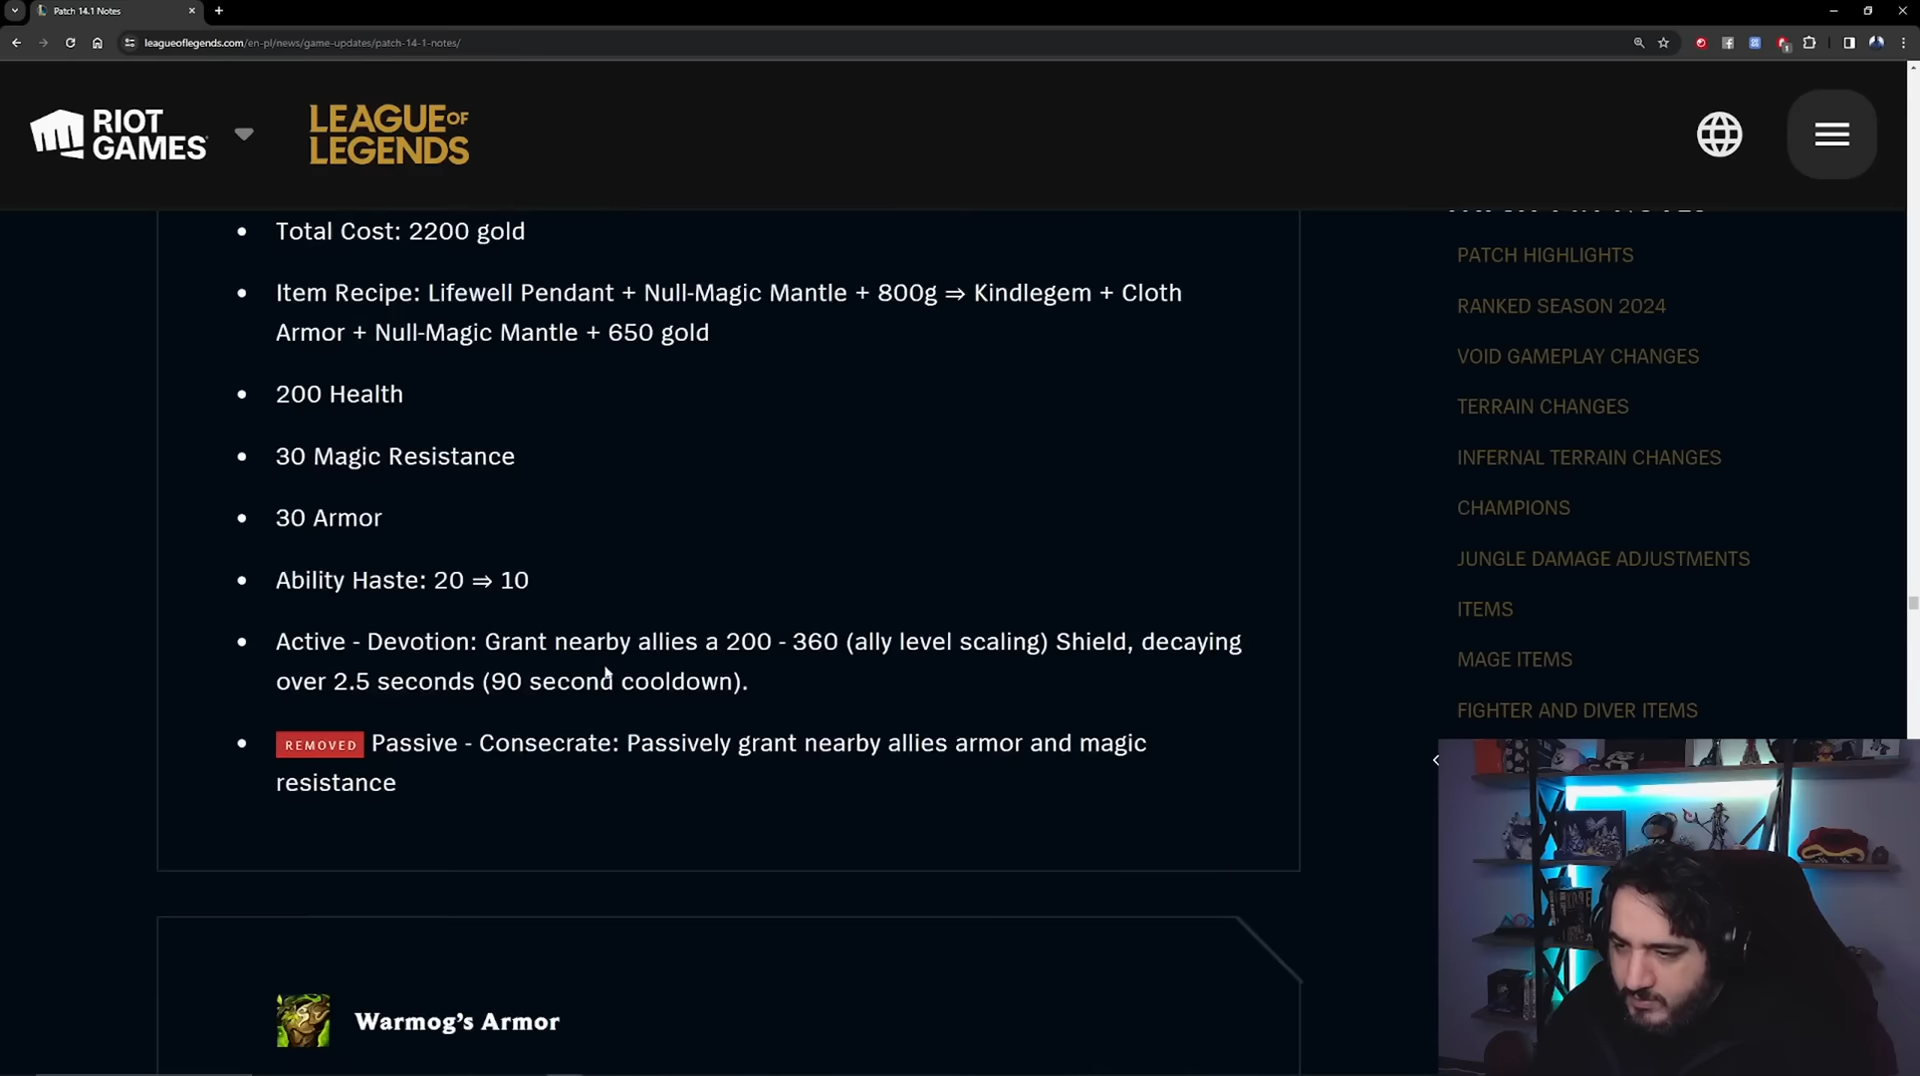 Patch 14.1 Notes
leagueoflegends.com/en-pl/news/game-updates/patch-14-1-notes/
RIOT
GAMES
LEAGUE OF
LEGENDS
Total Cost: 2200 gold
Item Recipe: Lifewell Pendant + Null-Magic Mantle + 800g ⇒ Kindlegem + Cloth
Armor + Null-Magic Mantle + 650 gold
200 Health
30 Magic Resistance
30 Armor
Ability Haste: 20 ⇒ 10
Active - Devotion: Grant nearby allies a 200 - 360 (ally level scaling) Shield, decaying
over 2.5 seconds (90 second cooldown).
REMOVED Passive - Consecrate: Passively grant nearby allies armor and magic
resistance
Warmog's Armor
PATCH HIGHLIGHTS
RANKED SEASON 2024
VOID GAMEPLAY CHANGES
TERRAIN CHANGES
INFERNAL TERRAIN CHANGES
CHAMPIONS
JUNGLE DAMAGE ADJUSTMENTS
ITEMS
MAGE ITEMS
FIGHTER AND DIVER ITEMS